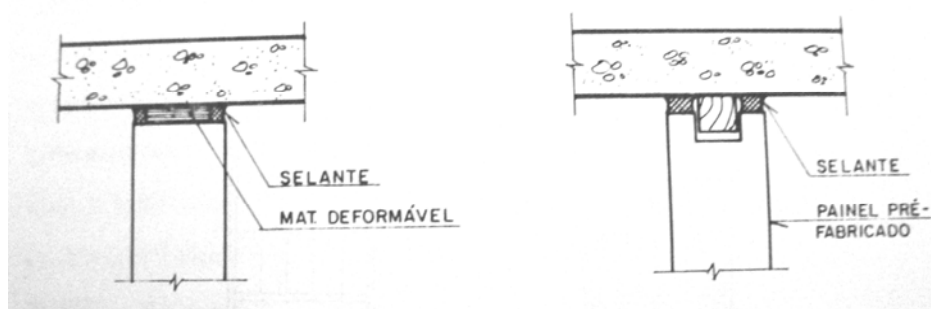 SELANTE
MAT. DEFORMÁVEL
SELANTE
PAINEL PRÉ-
FABRICADO